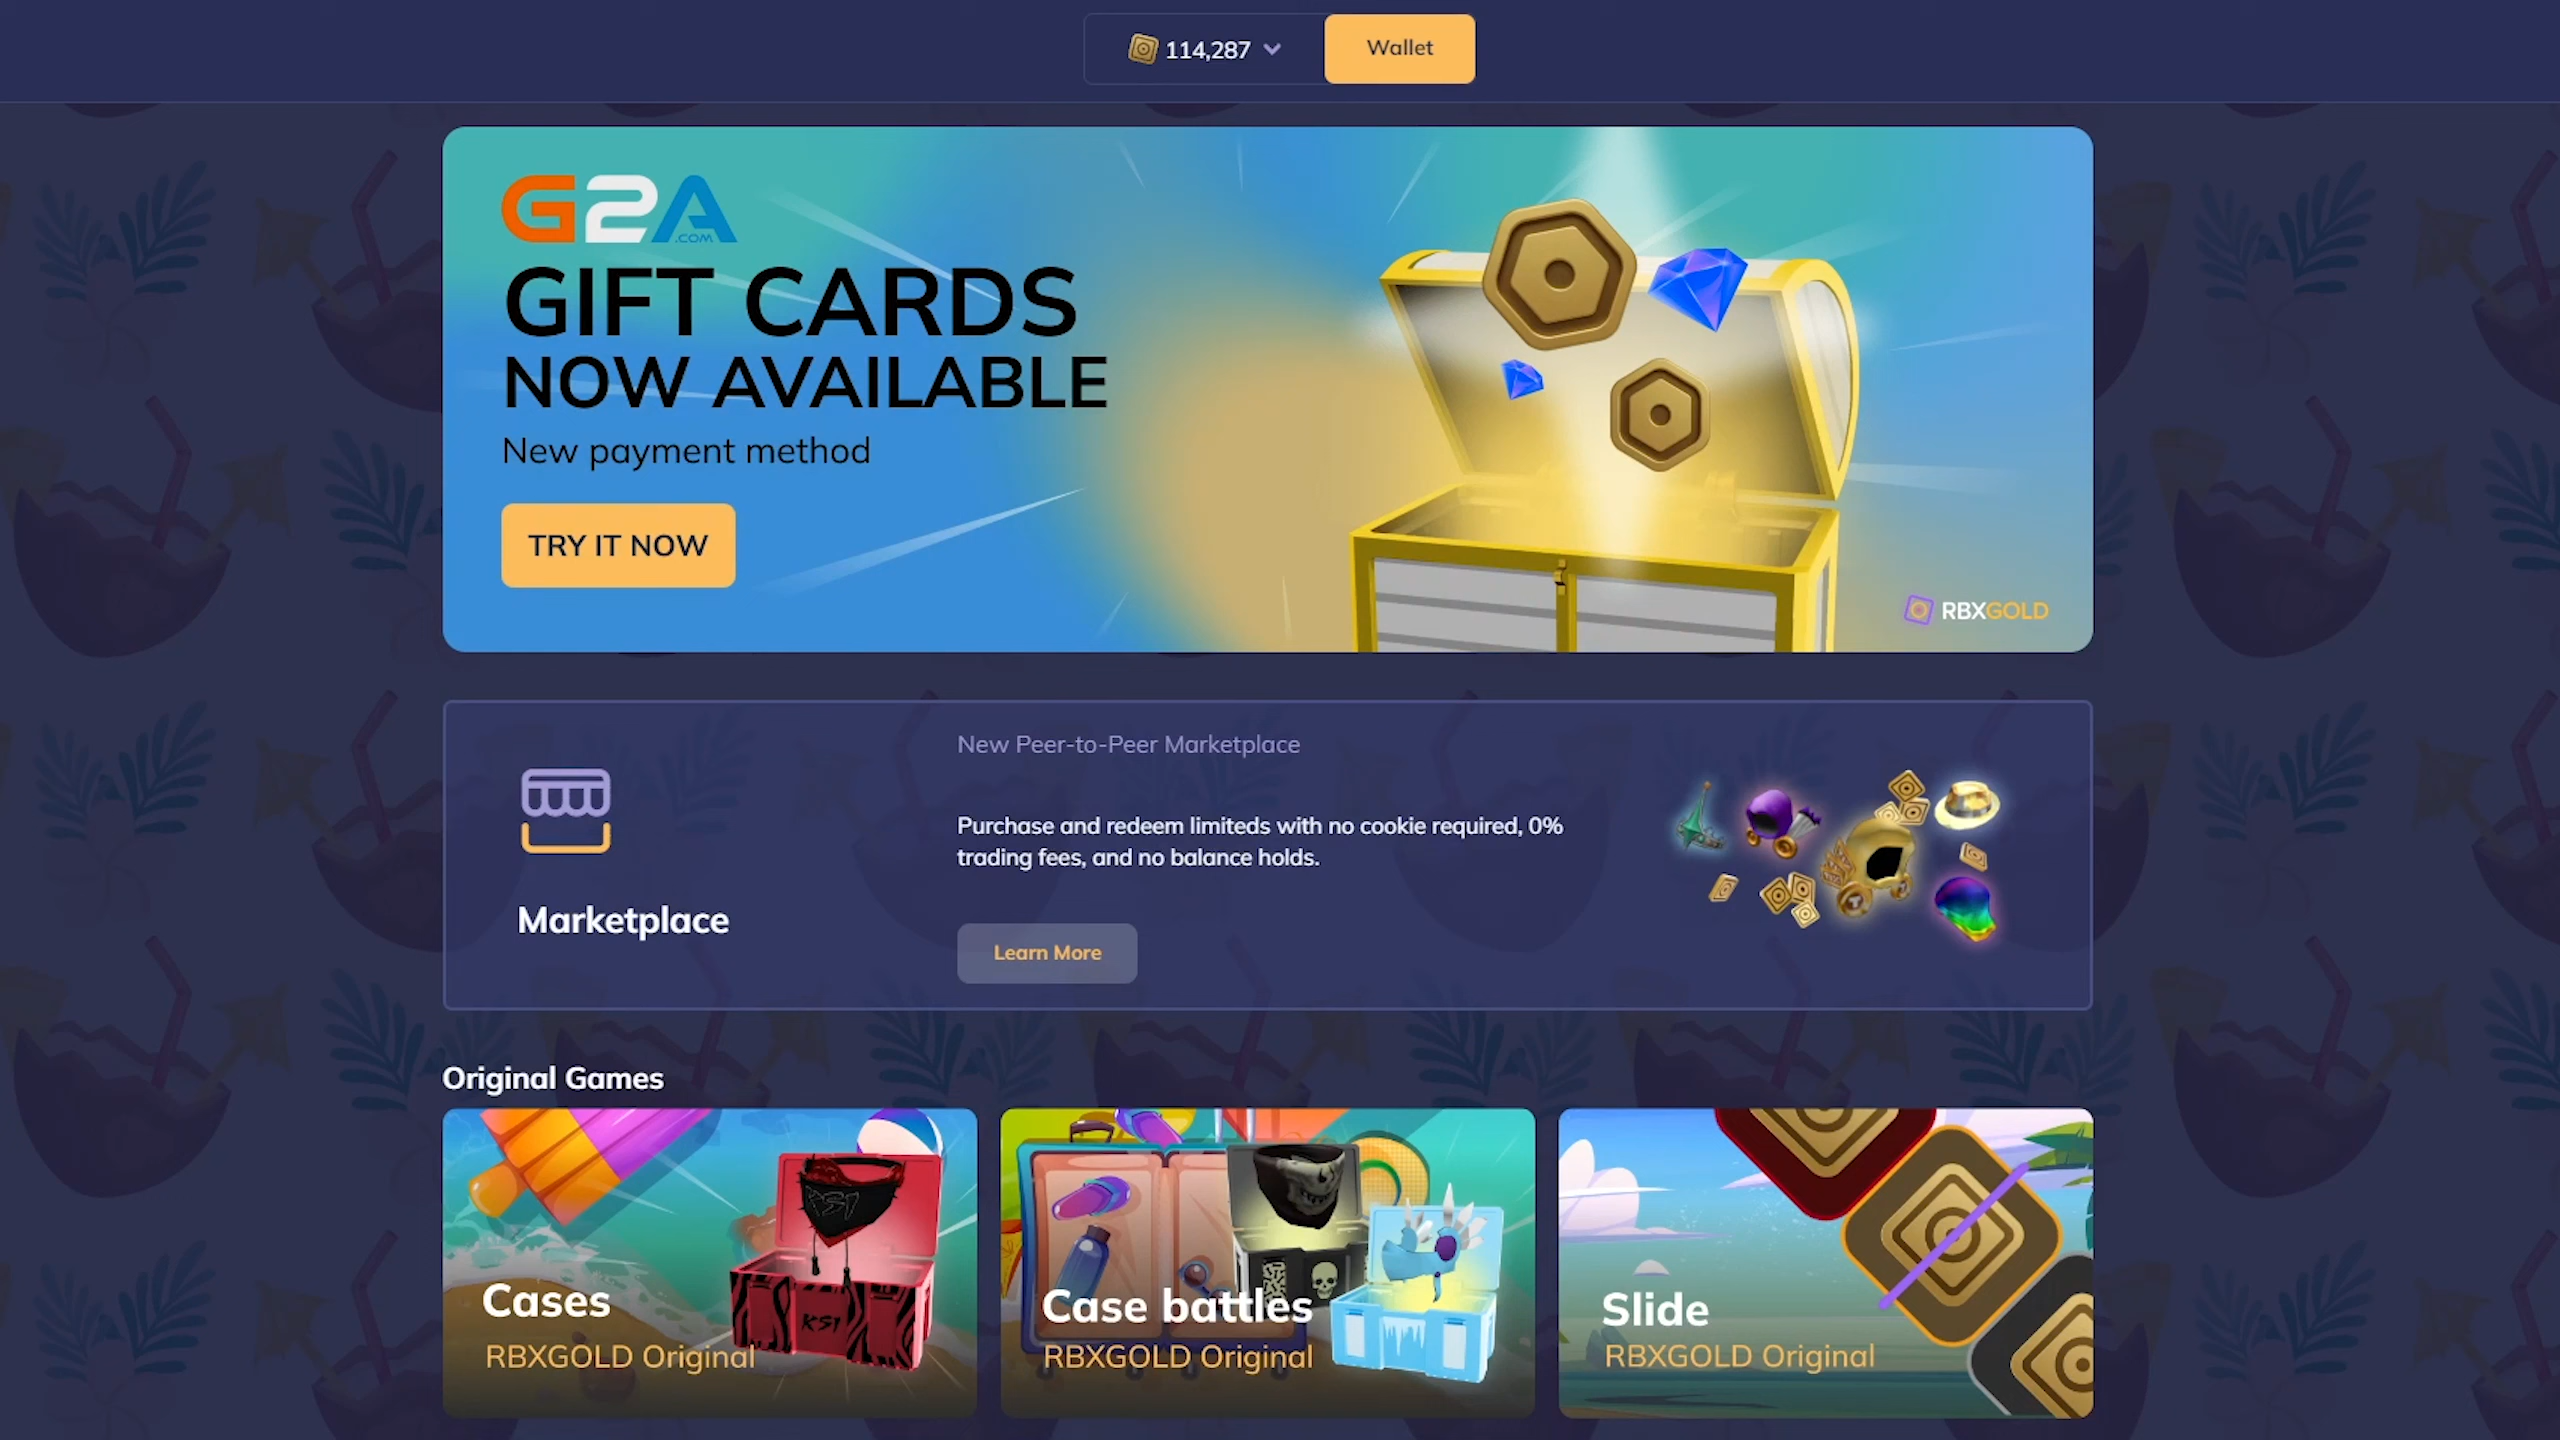 114,287
Wallet
G2A
.COM
GIFT CARDS
NOW AVAILABLE
New payment method
TRY IT NOW
RBXGOLD
New Peer-to-Peer Marketplace
Purchase and redeem limiteds with no cookie required, 0%
trading fees, and no balance holds.
Marketplace
Learn More
Original Games
KSI
KSI
Cases
RBXGOLD Original
Case battles
RBXGOLD Original
Slide
RBXGOLD Original